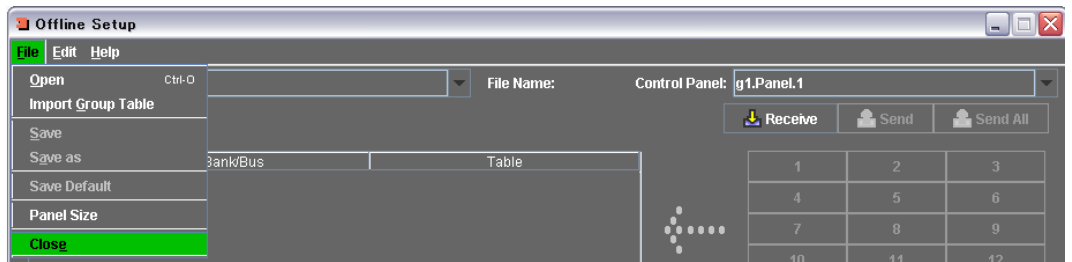 Offline Setup
File Edit Help
Open Ctrl-O
File Name: Control Panel: g1.Panel.1
Import Group Table
Receive Send Send All
Save
Save as
Bank/Bus Table
Save Default
Panel Size
Close
1 2 3
4 5 6
7 8 9
10 11 12